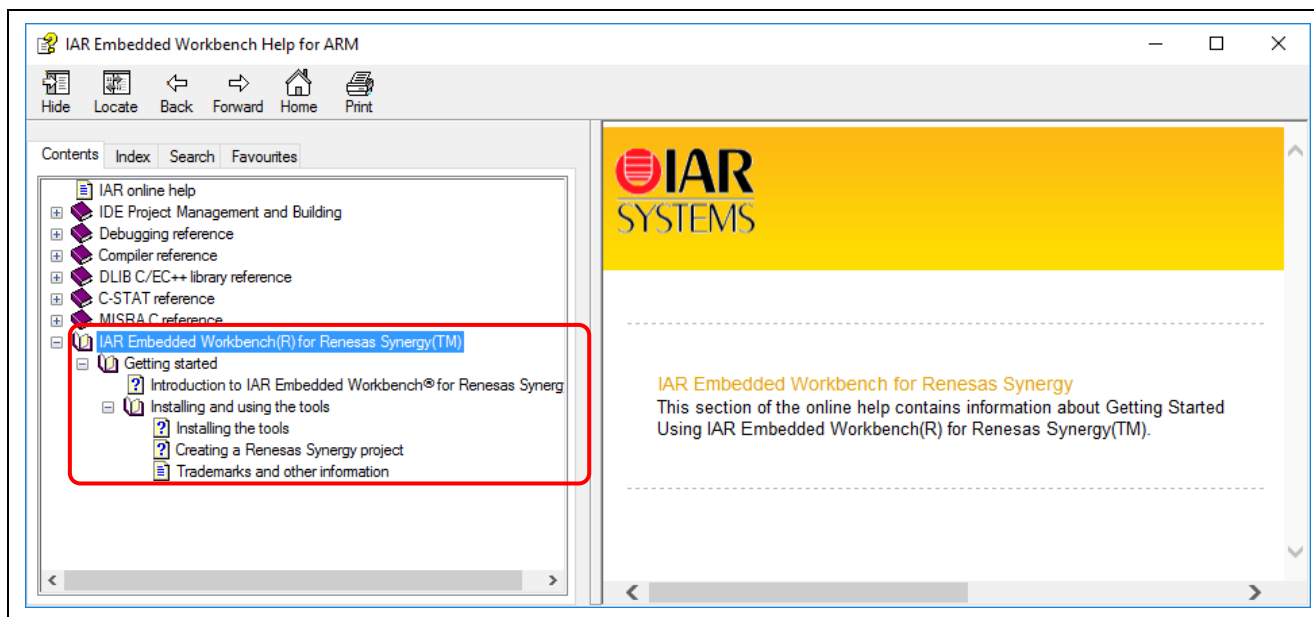 IAR Embedded Workbench Help for ARM
Hide Locate Back Forward Home Print
Contents Index Search Favourites
IAR online help
IDE Project Management and Building
Debugging reference
Compiler reference
DLIB C/EC++ library reference
C-STAT reference
MISRA C reference
IAR Embedded Workbench(R) for Renesas Synergy(TM)
Getting started
Introduction to IAR Embedded Workbench® for Renesas Synerg
Installing and using the tools
Installing the tools
Creating a Renesas Synergy project
Trademarks and other information
IAR
SYSTEMS
IAR Embedded Workbench for Renesas Synergy
This section of the online help contains information about Getting Started
Using IAR Embedded Workbench(R) for Renesas Synergy(TM).